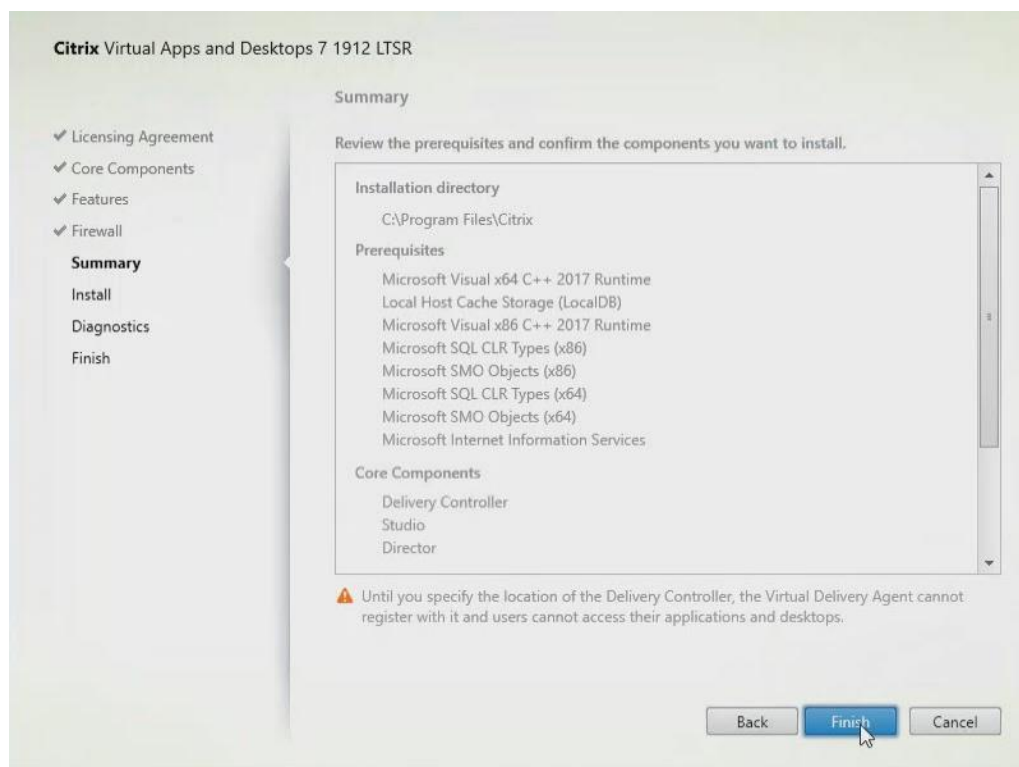 Citrix Virtual Apps and Desktops 7 1912 LTSR
Summary
Licensing Agreement
Core Components
Features
Firewall
Summary
Install
Diagnostics
Finish
Review the prerequisites and confirm the components you want to install.
Installation directory
C:\Program Files\Citrix
Prerequisites
Microsoft Visual x64 C++ 2017 Runtime
Local Host Cache Storage (LocalDB)
Microsoft Visual x86 C++ 2017 Runtime
Microsoft SQL CLR Types (x86)
Microsoft SMO Objects (x86)
Microsoft SQL CLR Types (x64)
Microsoft SMO Objects (x64)
Microsoft Internet Information Services
Core Components
Delivery Controller
Studio
Director
Until you specify the location of the Delivery Controller, the Virtual Delivery Agent cannot
register with it and users cannot access their applications and desktops.
Back
Finish
Cancel